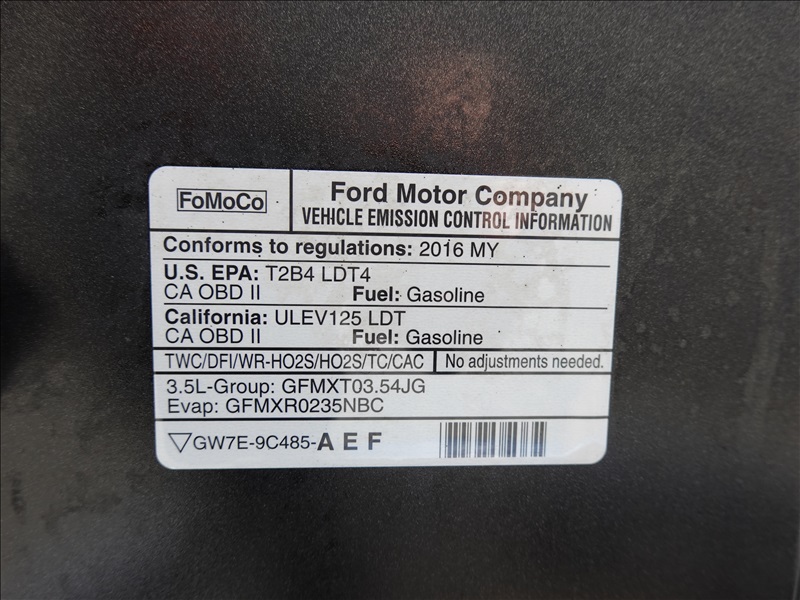 FoMoCo
Ford Motor Company
VEHICLE EMISSION CONTROL INFORMATION
Conforms to regulations: 2016 MY
U.S. EPA: T2B4 LDT4
CA OBD II Fuel: Gasoline
California: ULEV125 LDT
CA OBD II Fuel: Gasoline
TWC/DFI/WR-HO2S/HO2S/TC/CAC No adjustments needed.
3.5L-Group: GFMXT03.54JG
Evap: GFMXR0235NBC
GW7E-9C485-AEF